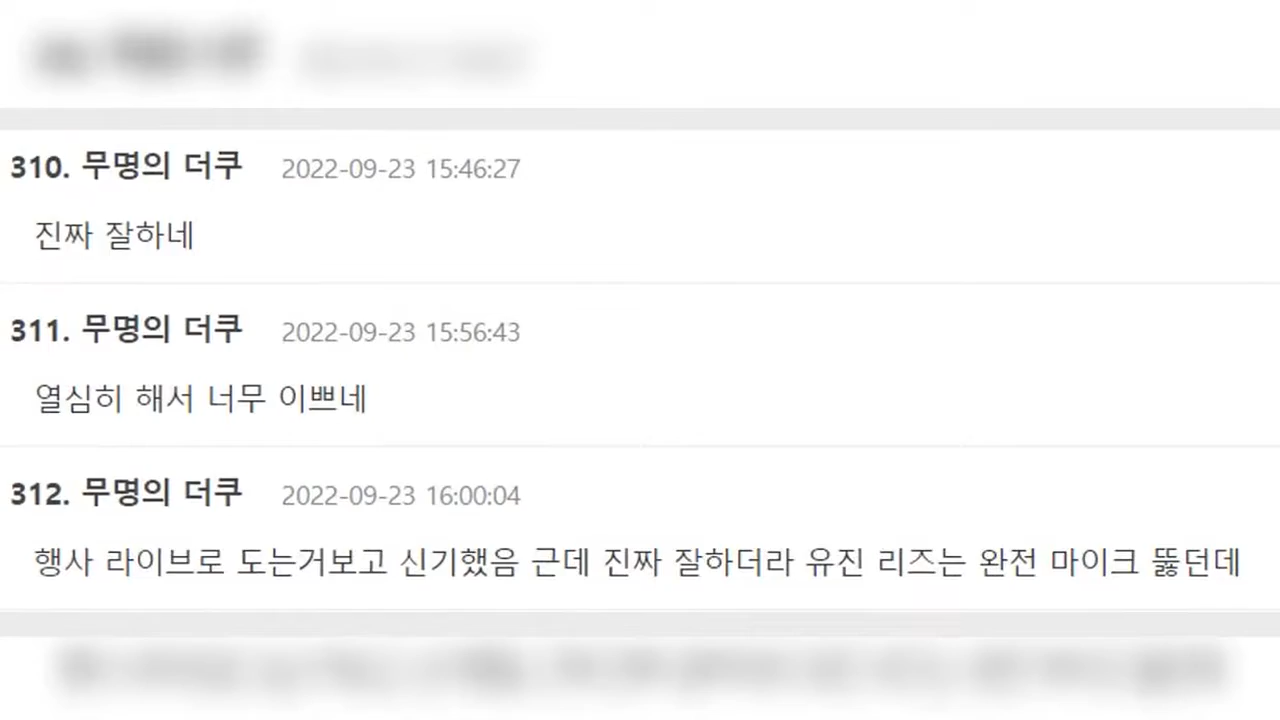 310. 무명의 더쿠 2022-09-23 15:46:27
진짜 잘하네
311. 무명의 더쿠 2022-09-23 15:56:43
열심히 해서 너무 이쁘네
312. 무명의 더쿠 2022-09-23 16:00:04
행사 라이브로 도는거보고 신기했음 근데 진짜 잘하더라 유진 리즈는 완전 마이크 뚫던데